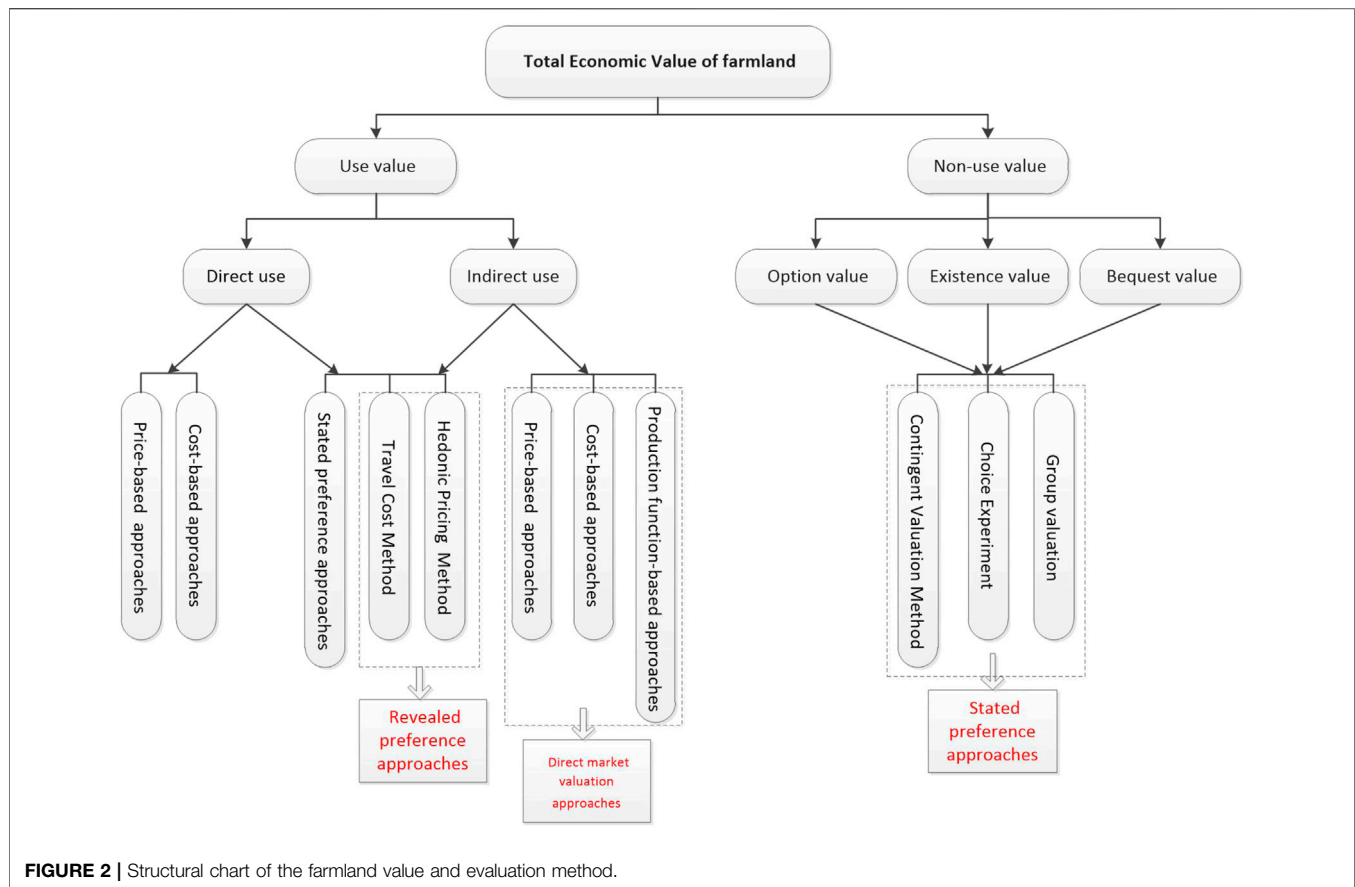 Total Economic Value of farmland
Use value
Non-use value
Direct use
Indirect use
Option value
Existence value
Bequest value
Price-based approaches
Cost-based approaches
Stated preference approaches
Travel Cost Method
Hedonic Pricing Method
Price-based approaches
Cost-based approaches
Production function-based approaches
Contingent Valuation Method
Choice Experiment
Group valuation
Revealed
preference
approaches
Direct market
valuation
approaches
Stated
preference
approaches
FIGURE 2 | Structural chart of the farmland value and evaluation method.